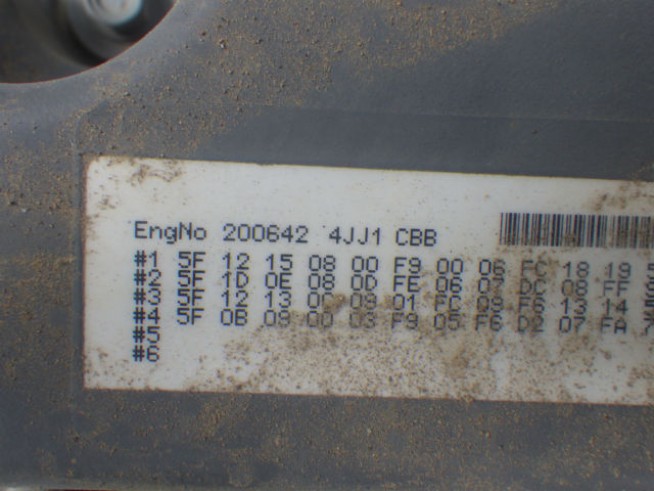 EngNo 200642 4JJ1 CBB
#1 5F 12 15 08 00 F9 00 06 FC 18 19
#2 5F 1D 0E 08 0D FE 06 07 DC 08 FF
#3 5F 12 13 0C 09 01 FC 09 F6 13 14
#4 5F 0B 09 00 03 F9 05 F6 D2 07 FA
#5
#6